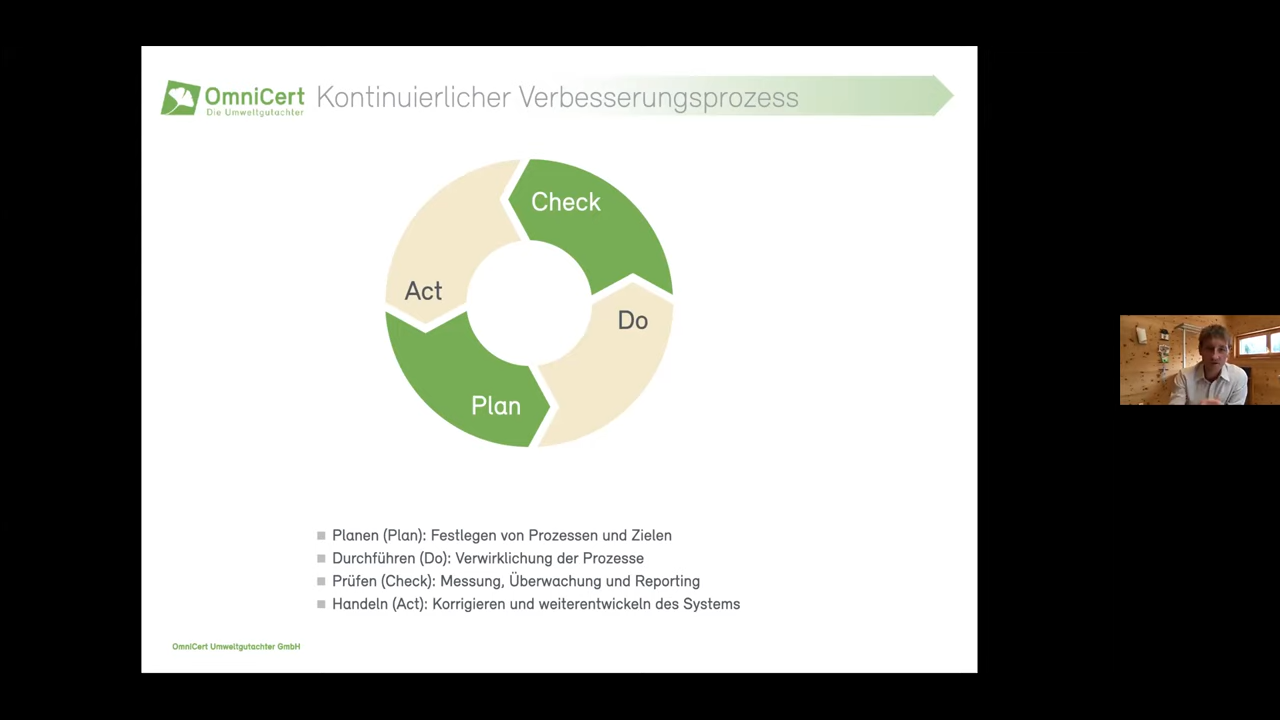 OmniCert
Die Umweltgutachter
Kontinuierlicher Verbesserungsprozess
Check
Act
Do
Plan
Planen (Plan): Festlegen von Prozessen und Zielen
Durchführen (Do): Verwirklichung der Prozesse
Prüfen (Check): Messung, Überwachung und Reporting
Handeln (Act): Korrigieren und weiterentwickeln des Systems
OmniCert Umweltgutachter GmbH